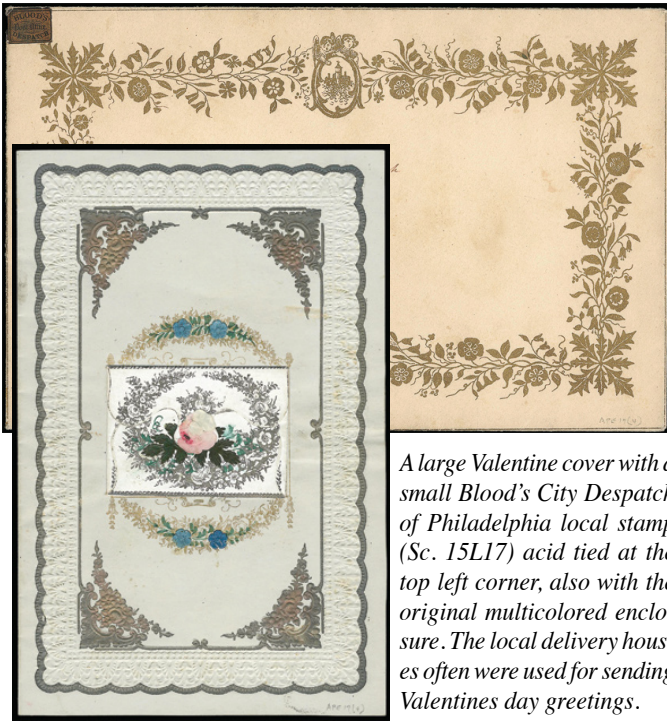 BLOOD'S
DESPATCH
A large Valentine cover with a
small Blood's City Despatch
of Philadelphia local stamp
(Sc. 15L17) acid tied at the
top left corner, also with the
original multicolored enclo
sure. The local delivery hous
es often were used for sending
Valentines day greetings.